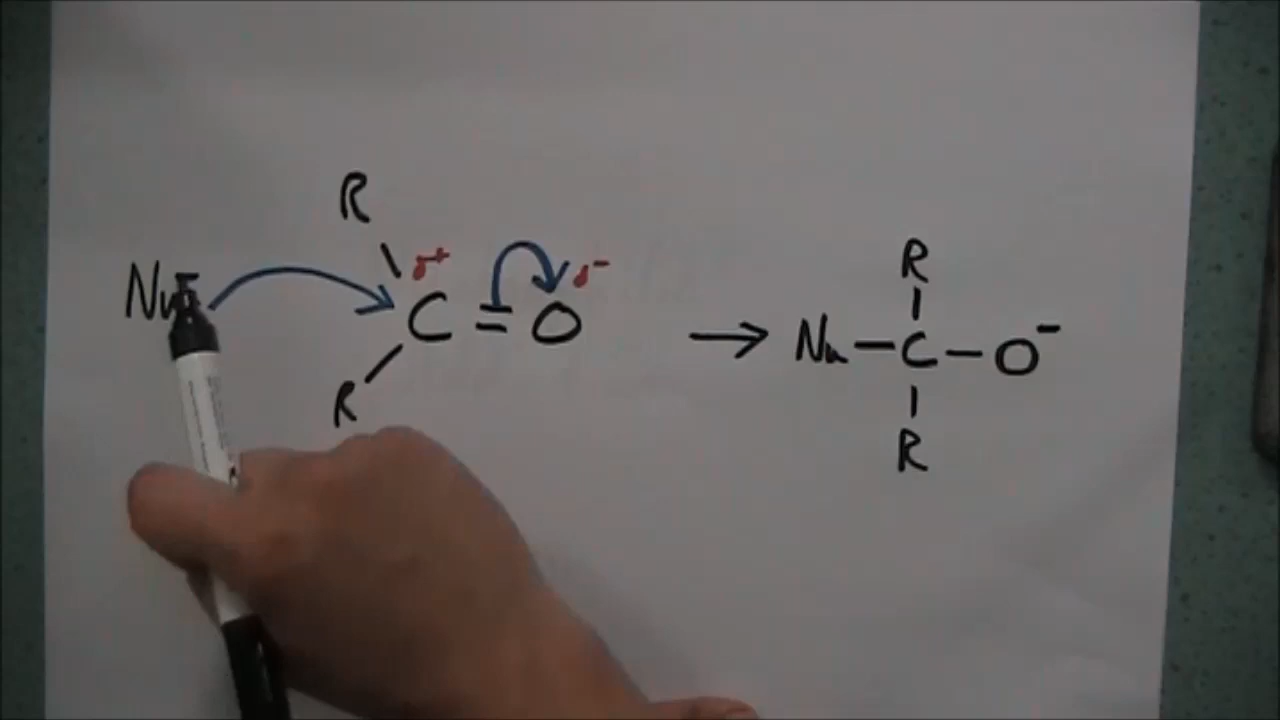 R
Nu C δ+ = O δ-
R
→
R
Nu — C — O -
R